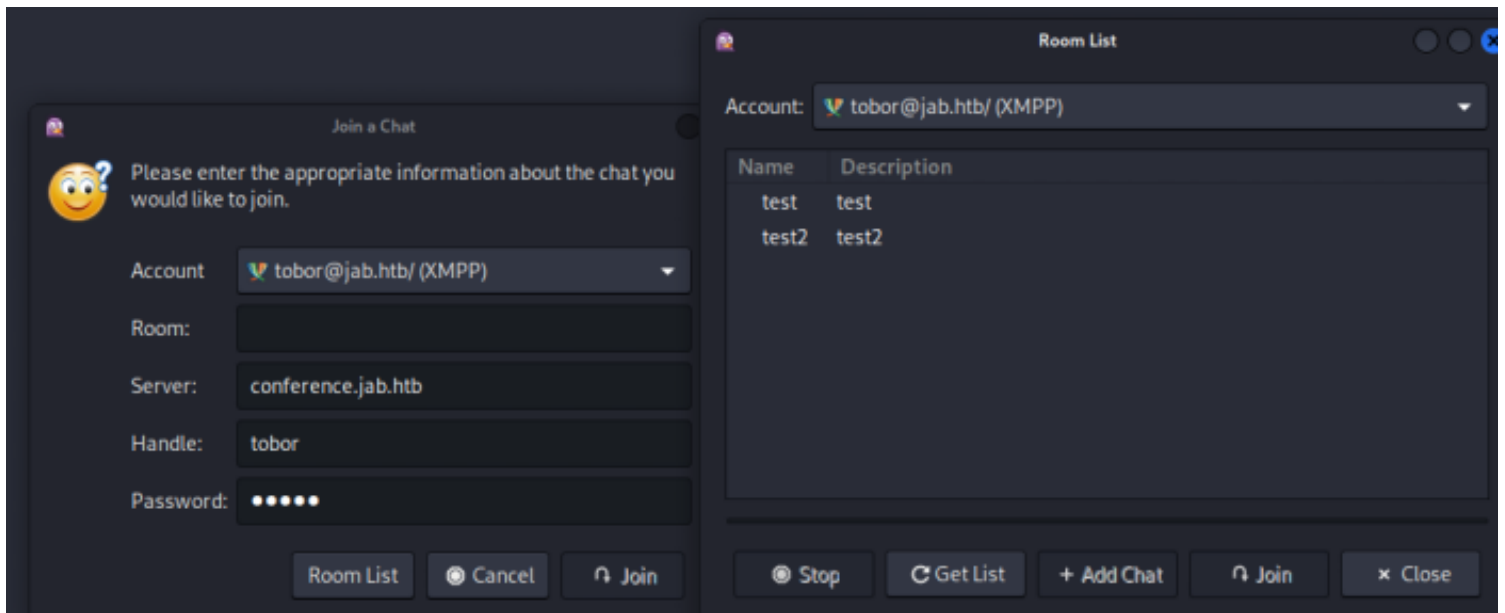 Join a Chat
Please enter the appropriate information about the chat you
would like to join.
Account tobor@jab.htb/ (XMPP)
Room:
Server: conference.jab.htb
Handle: tobor
Password: •••••
Room List Cancel Join
Room List
Account: tobor@jab.htb/ (XMPP)
Name Description
test test
test2 test2
Stop Get List + Add Chat Join × Close